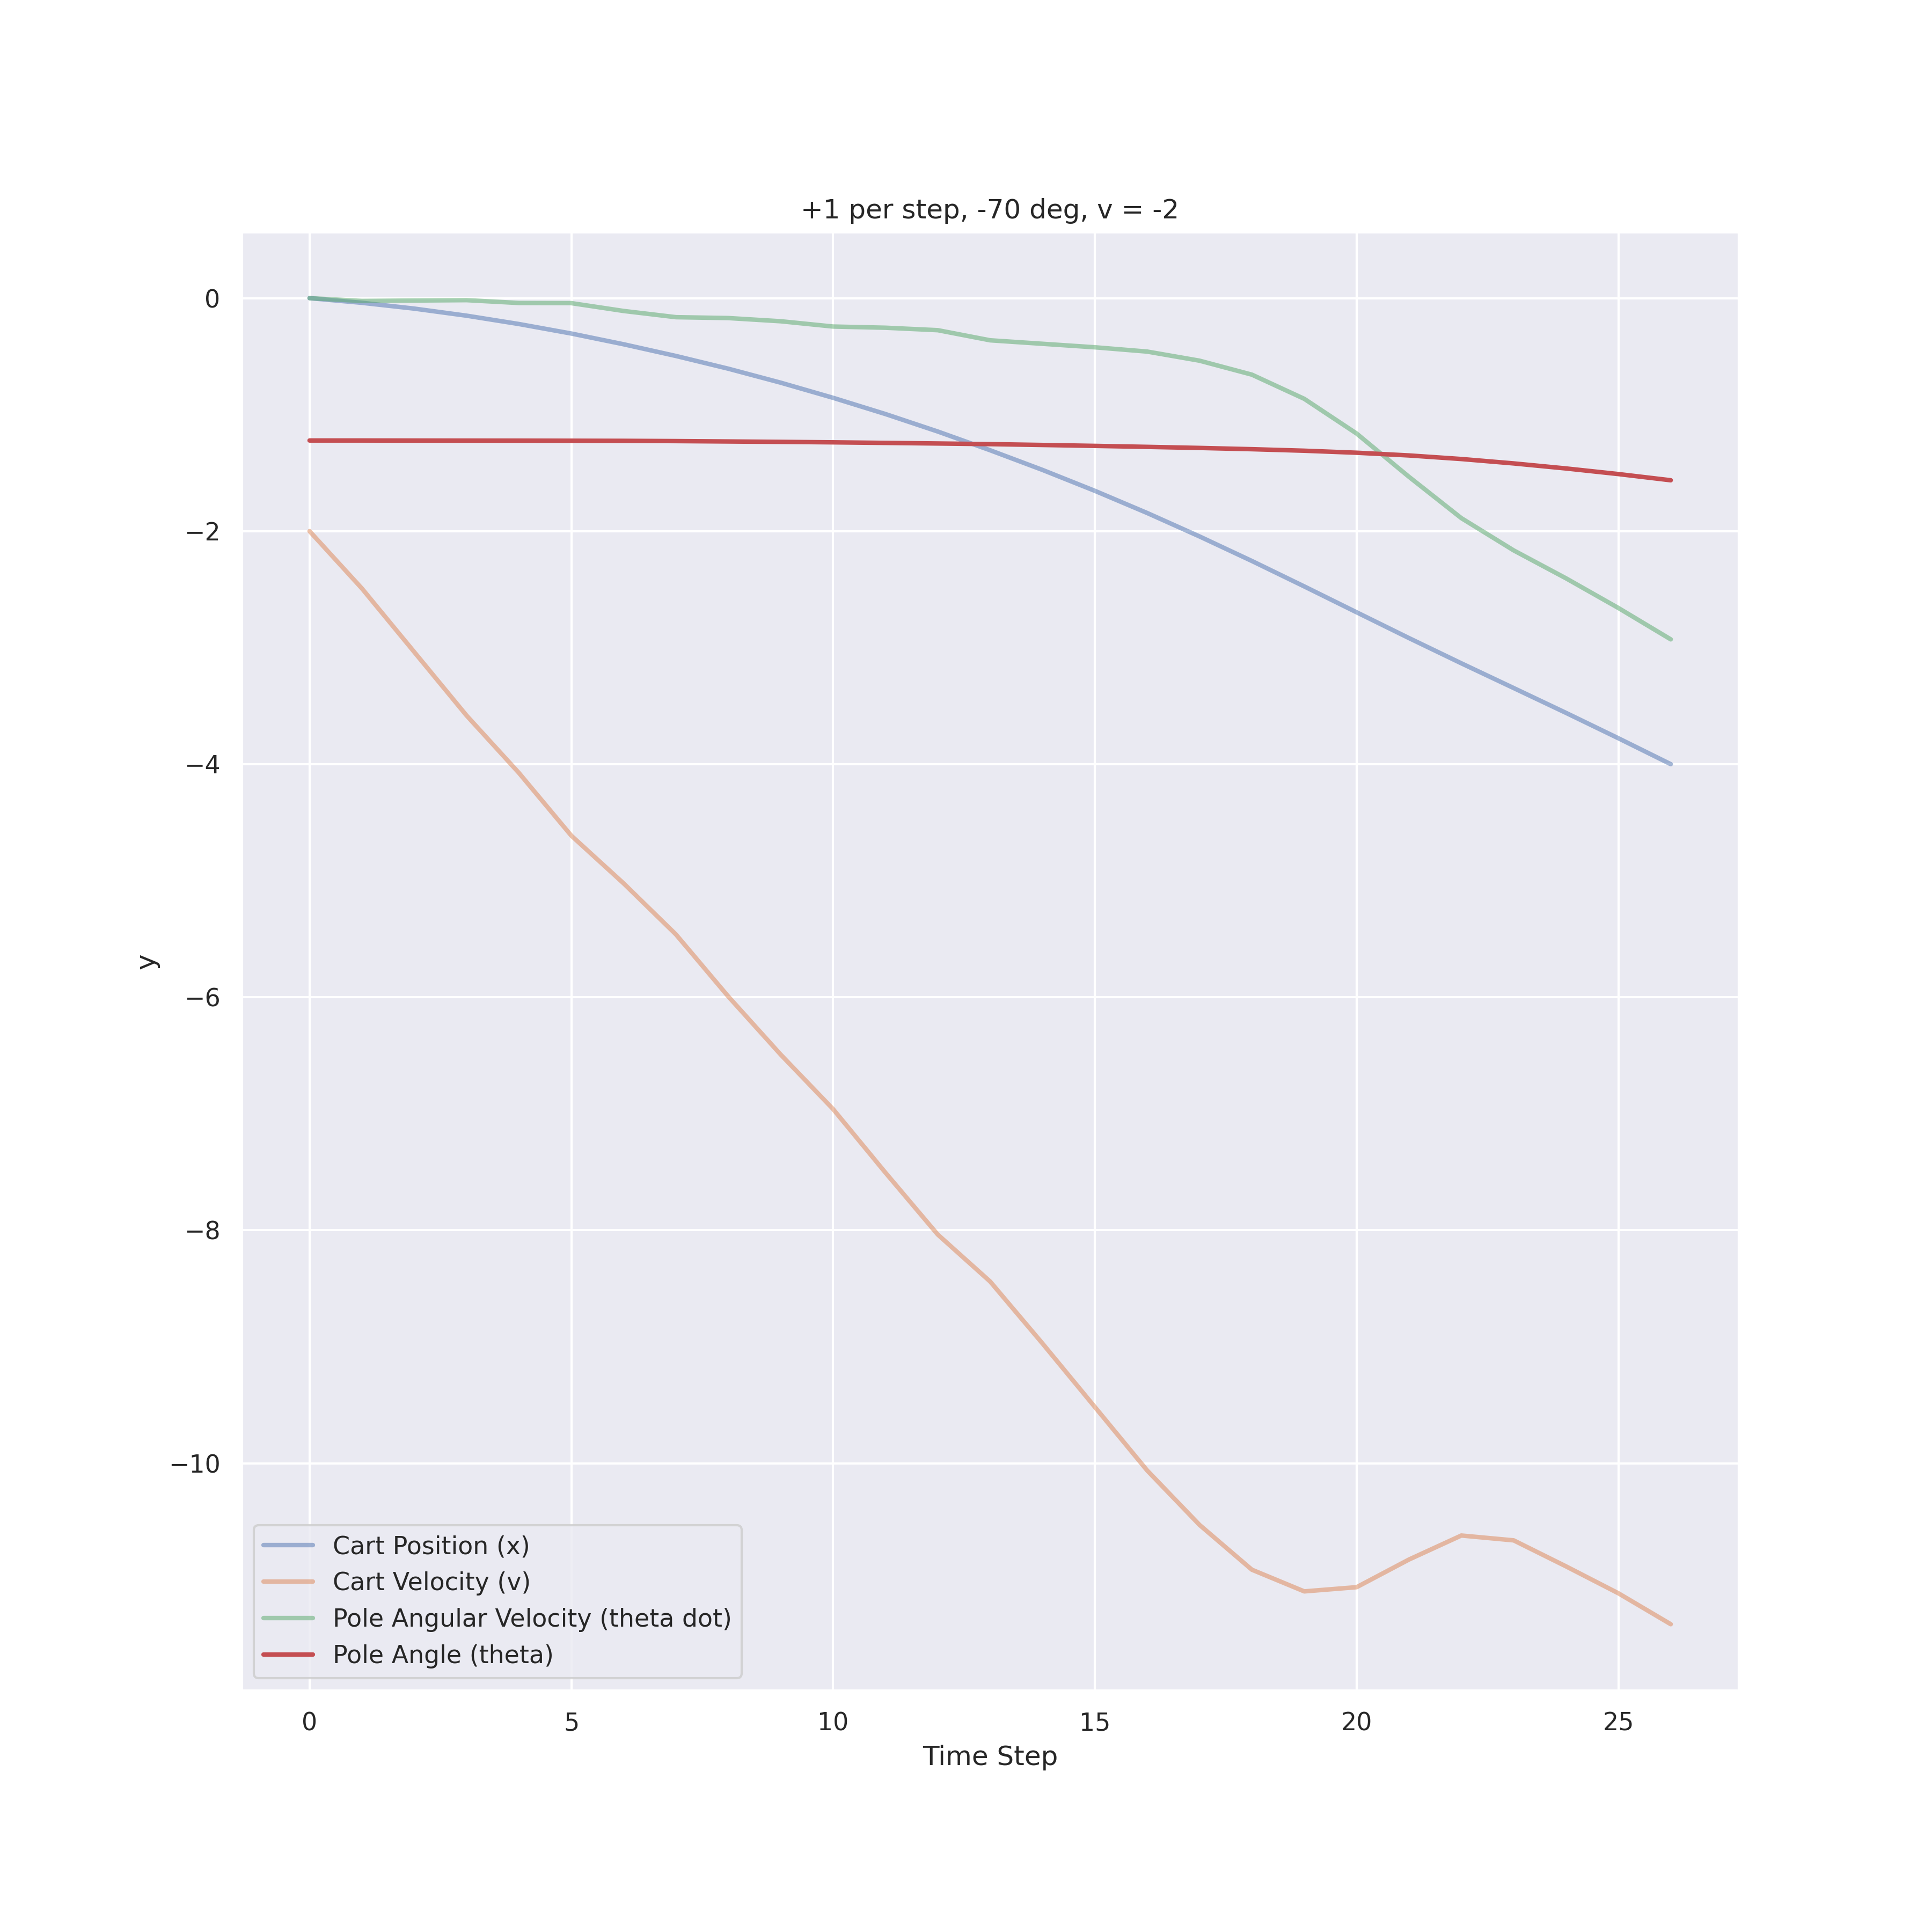 +1 per step, -70 deg, v = -2
0
−2
−4
−6
−8
−10
y
Cart Position (x)
Cart Velocity (v)
Pole Angular Velocity (theta dot)
Pole Angle (theta)
0 5 10 15 20 25
Time Step